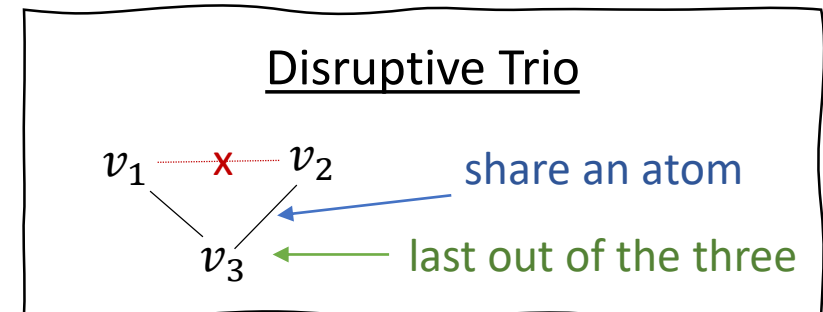 Disruptive Trio
v₁ x v₂
share an atom
v₃
last out of the three